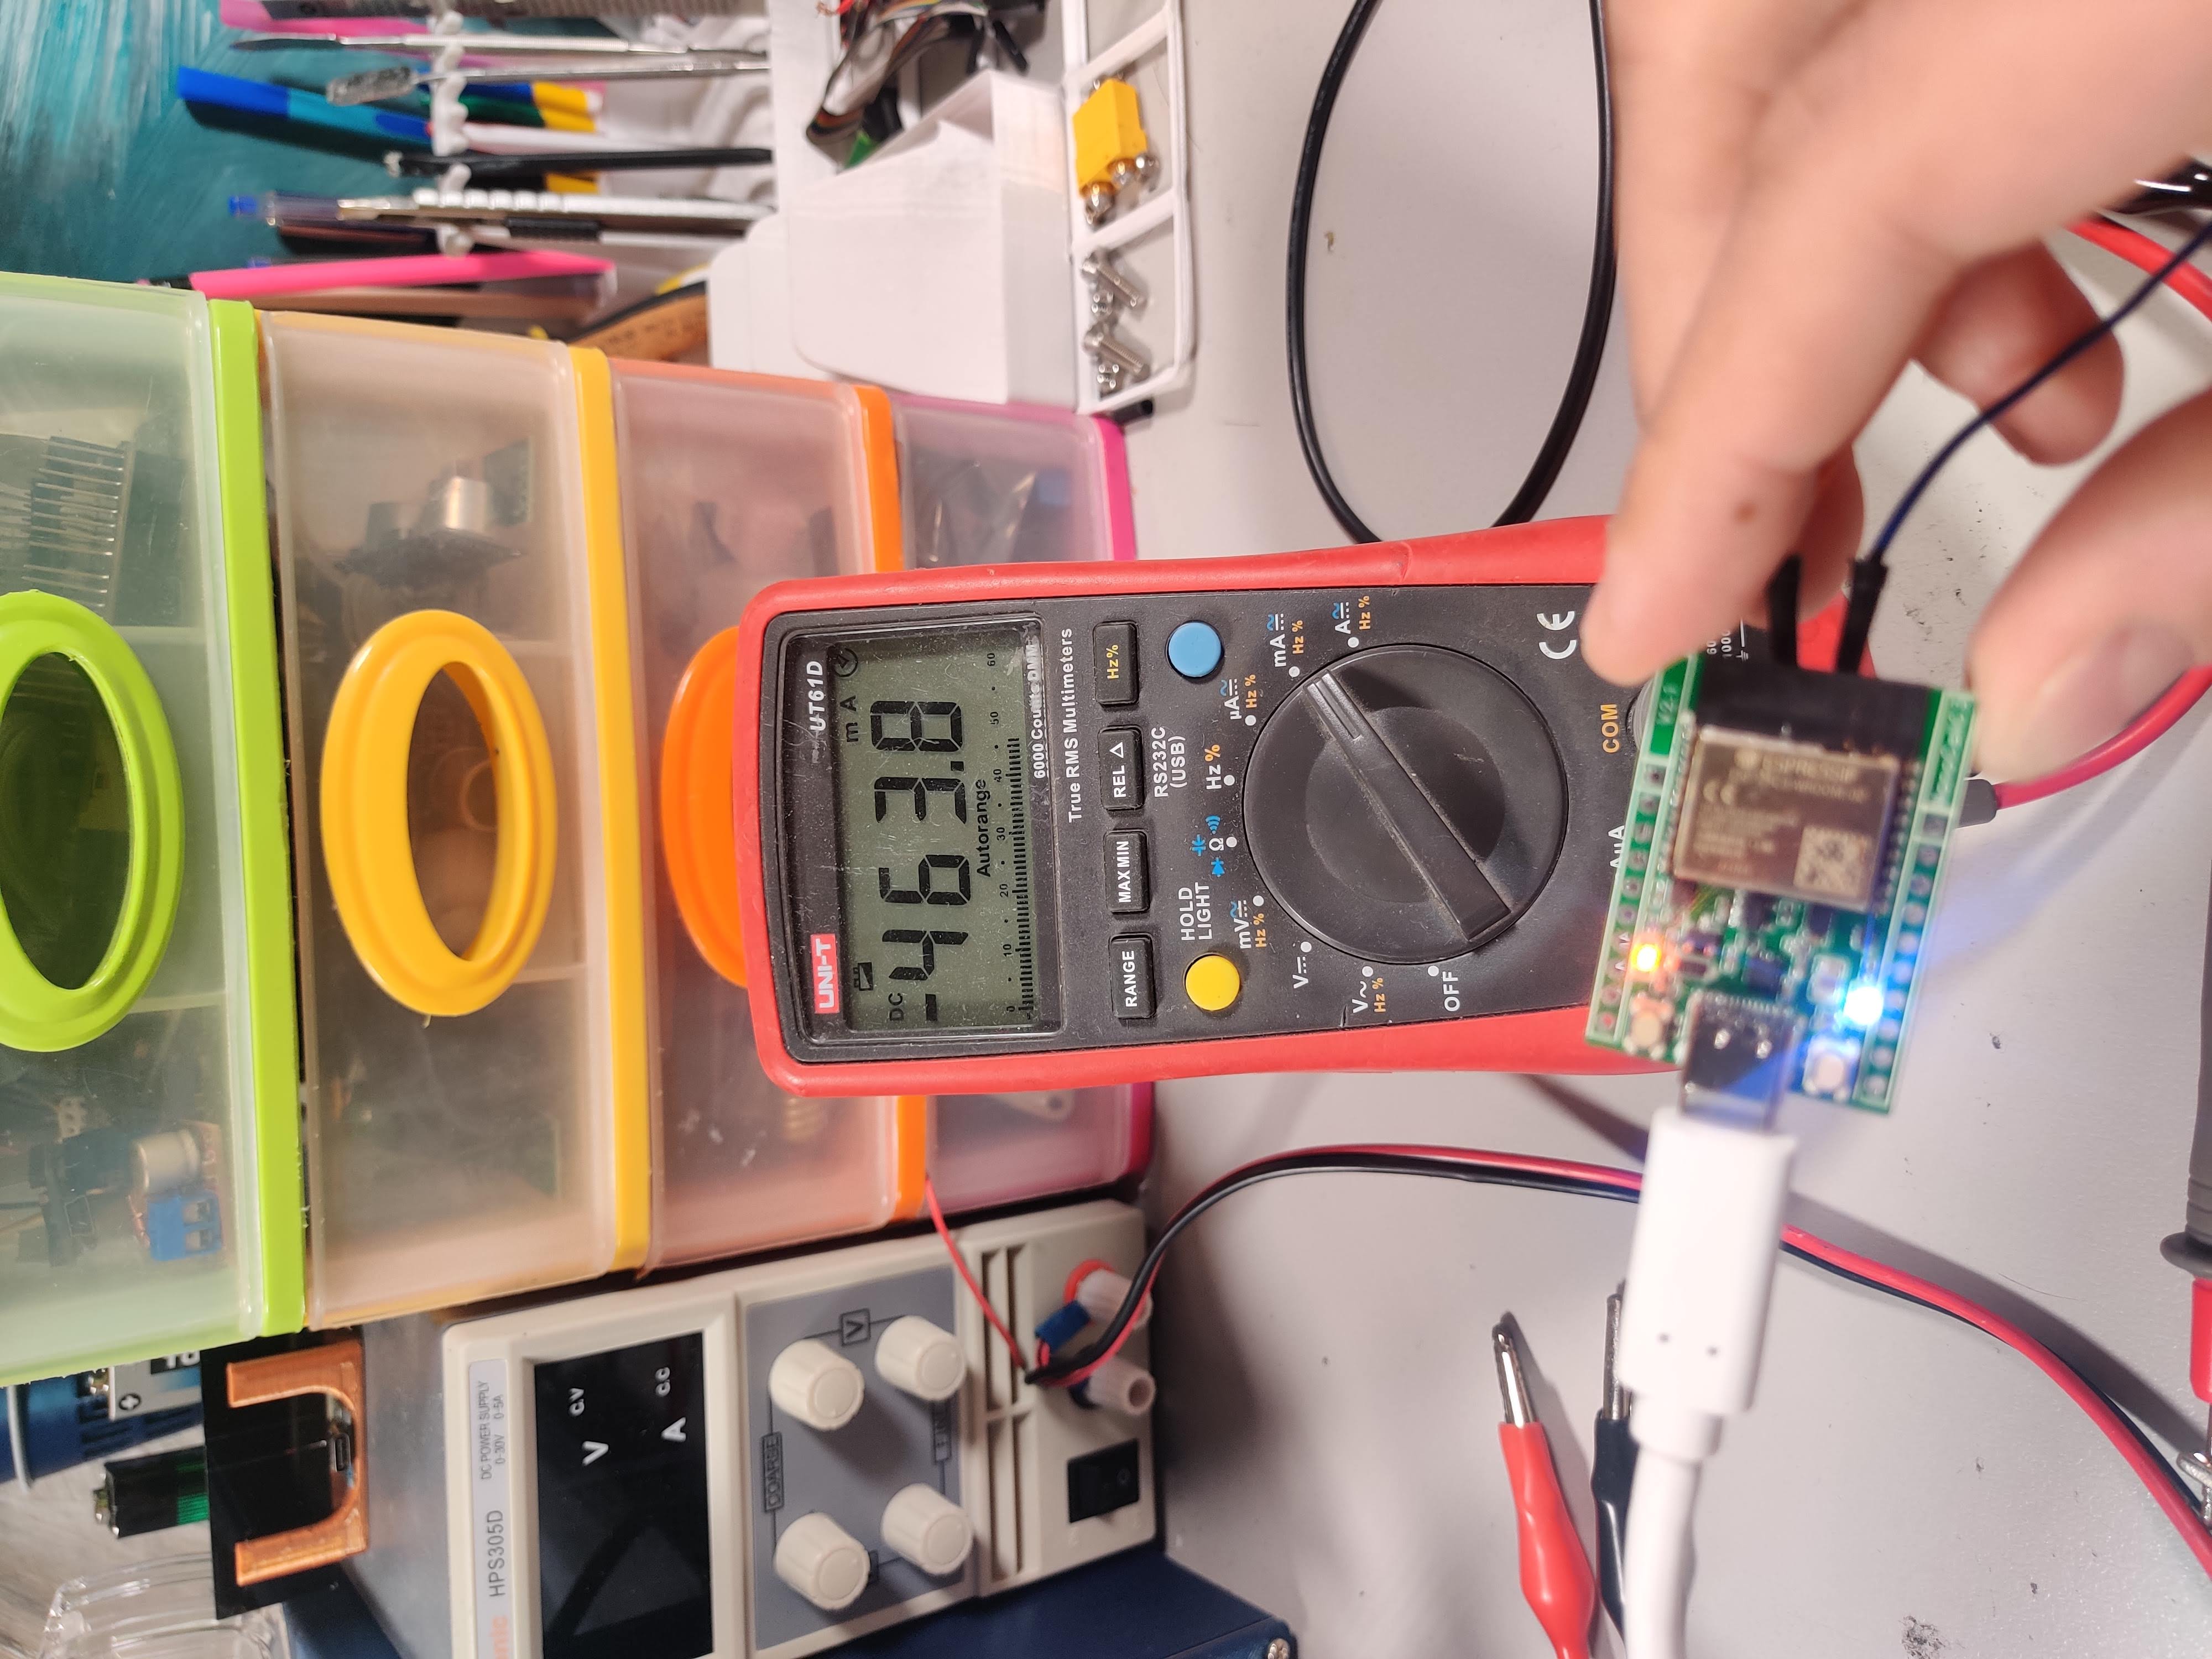 HPS305D
DC POWER SUPPLY
0-30V 0-5A
V C.V
A C.C
COARSE
V
UNI-T
UT61D
mA
DC
-463.8
Autorange
0 10 20 30 40 50 60
6000 Counts DMM
True RMS Multimeters
RANGE
MAX MIN
REL △
Hz%
RS232C
(USB)
HOLD
LIGHT
Ω
Hz%
mV
Hz %
µA
Hz %
mA
Hz %
V
A
Hz %
V~
Hz %
OFF
CE
COM